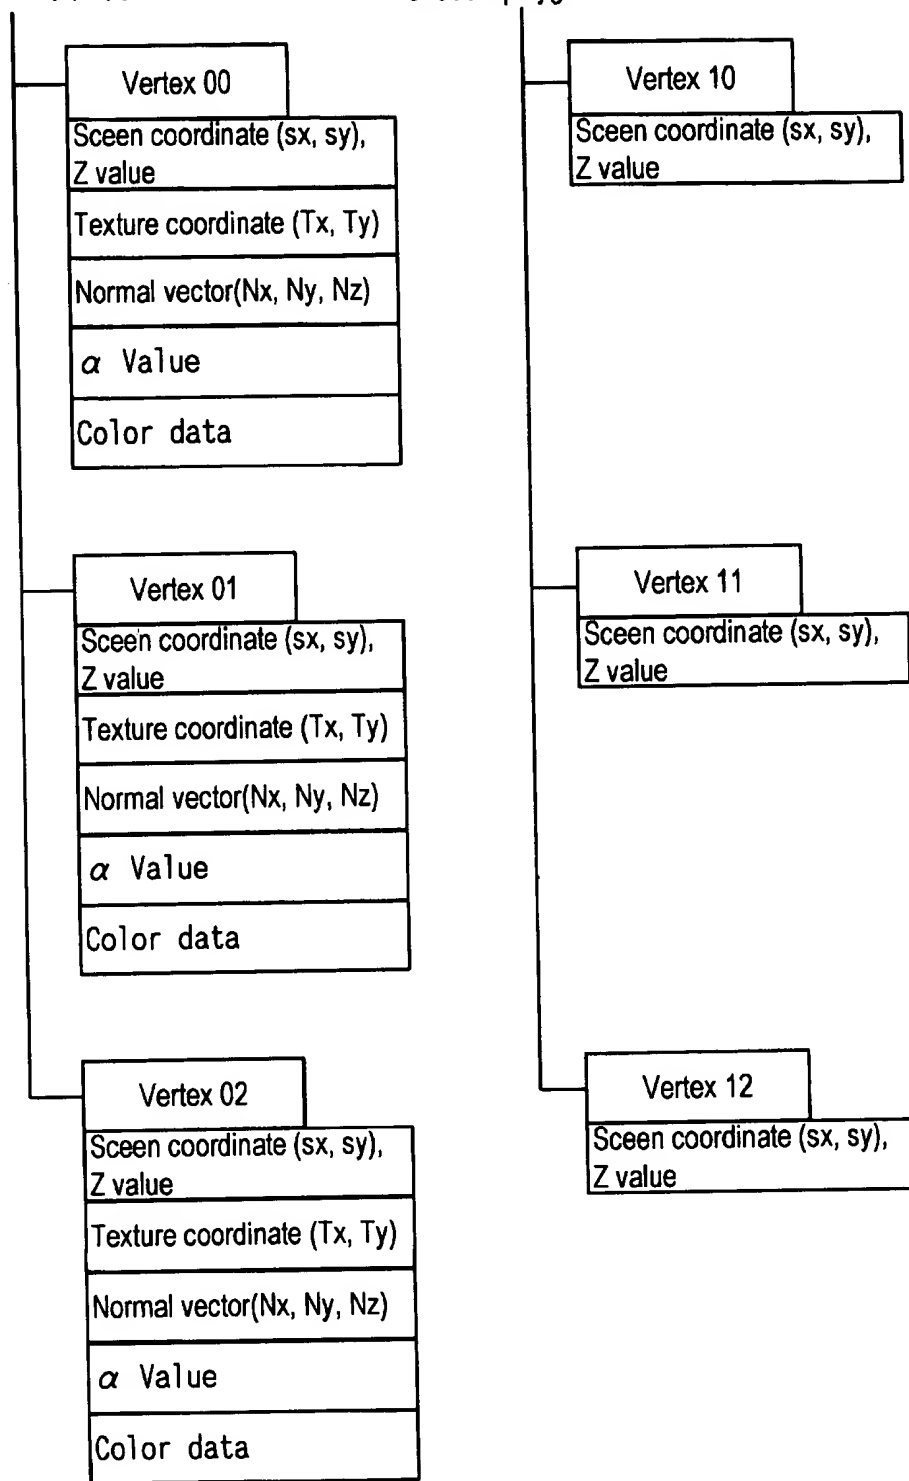 Vertex 00
Sceen coordinate (sx, sy),
Z value
Texture coordinate (Tx, Ty)
Normal vector(Nx, Ny, Nz)
α Value
Color data
Vertex 01
Sceen coordinate (sx, sy),
Z value
Texture coordinate (Tx, Ty)
Normal vector(Nx, Ny, Nz)
α Value
Color data
Vertex 02
Sceen coordinate (sx, sy),
Z value
Texture coordinate (Tx, Ty)
Normal vector(Nx, Ny, Nz)
α Value
Color data
Vertex 10
Sceen coordinate (sx, sy),
Z value
Vertex 11
Sceen coordinate (sx, sy),
Z value
Vertex 12
Sceen coordinate (sx, sy),
Z value